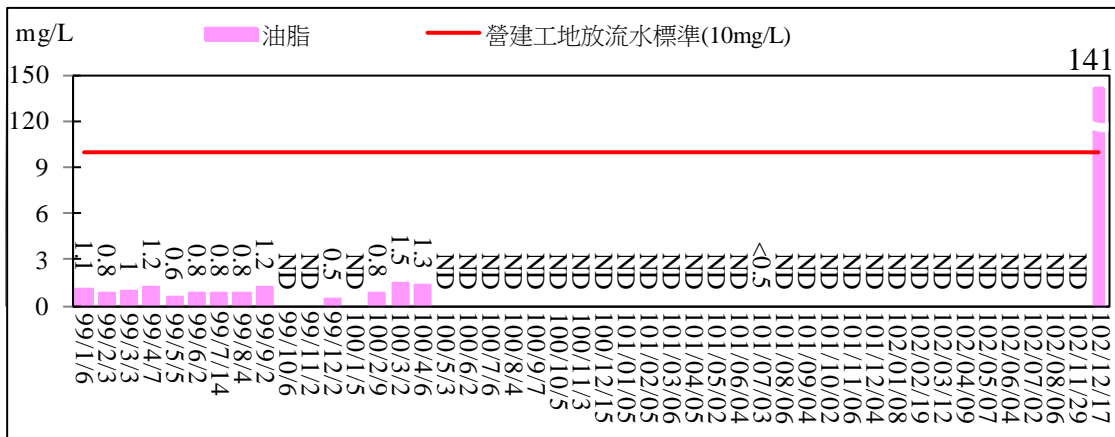 mg/L
油脂
營建工地放流水標準(10mg/L)
141
150
120
9
6
3
0
1.1
0.8
1
1.2
0.6
0.8
0.8
0.8
1.2
ND
ND
0.5
ND
0.8
1.5
1.3
ND
ND
ND
ND
ND
ND
ND
ND
ND
ND
ND
ND
ND
ND
<0.5
ND
ND
ND
ND
ND
ND
ND
ND
ND
ND
ND
ND
ND
99/1/6
99/2/3
99/3/3
99/4/7
99/5/5
99/6/2
99/7/14
99/8/4
99/9/2
99/10/6
99/11/2
99/12/2
100/1/5
100/2/9
100/3/2
100/4/6
100/5/3
100/6/2
100/7/6
100/8/4
100/9/7
100/10/5
100/11/3
100/12/15
101/01/05
101/02/05
101/03/06
101/04/05
101/05/02
101/06/04
101/07/03
101/08/06
101/09/04
101/10/02
101/11/06
101/12/04
102/01/08
102/02/19
102/03/12
102/04/09
102/05/07
102/06/04
102/07/02
102/08/06
102/11/29
102/12/17